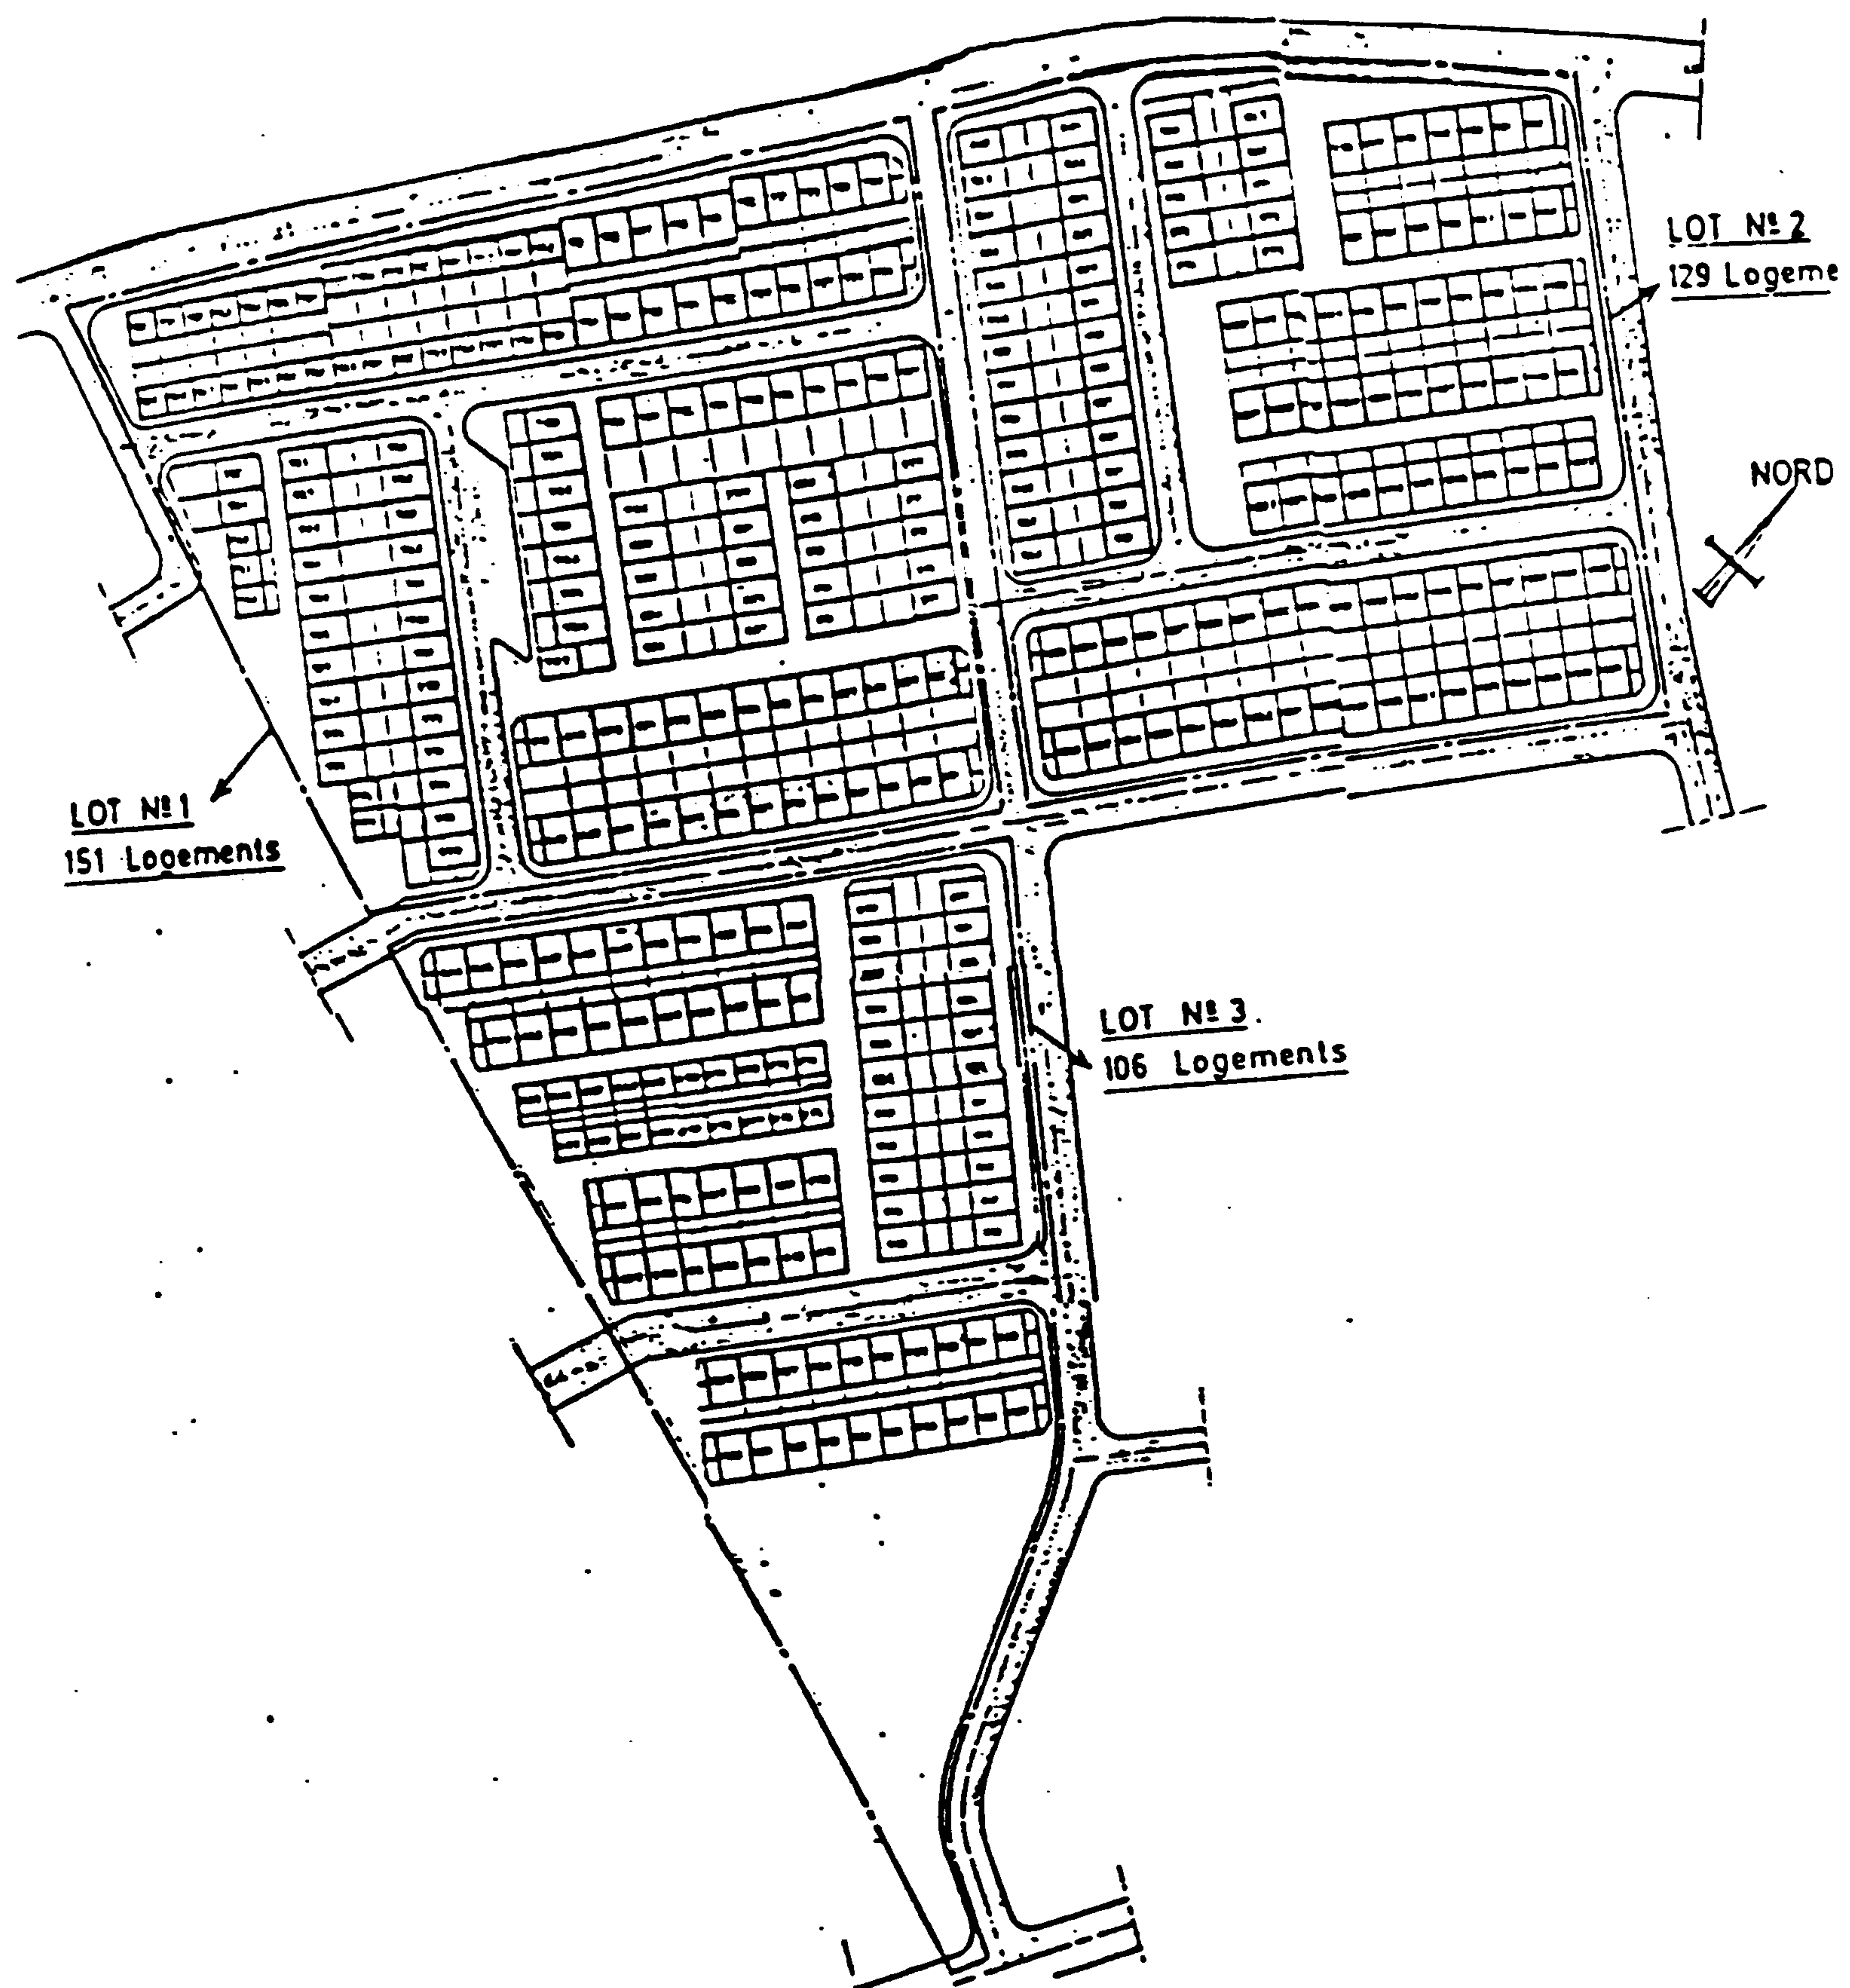 LOT Nº 2
129 Logeme
NORD
LOT Nº 1
151 Logements
LOT Nº 3.
106 Logements